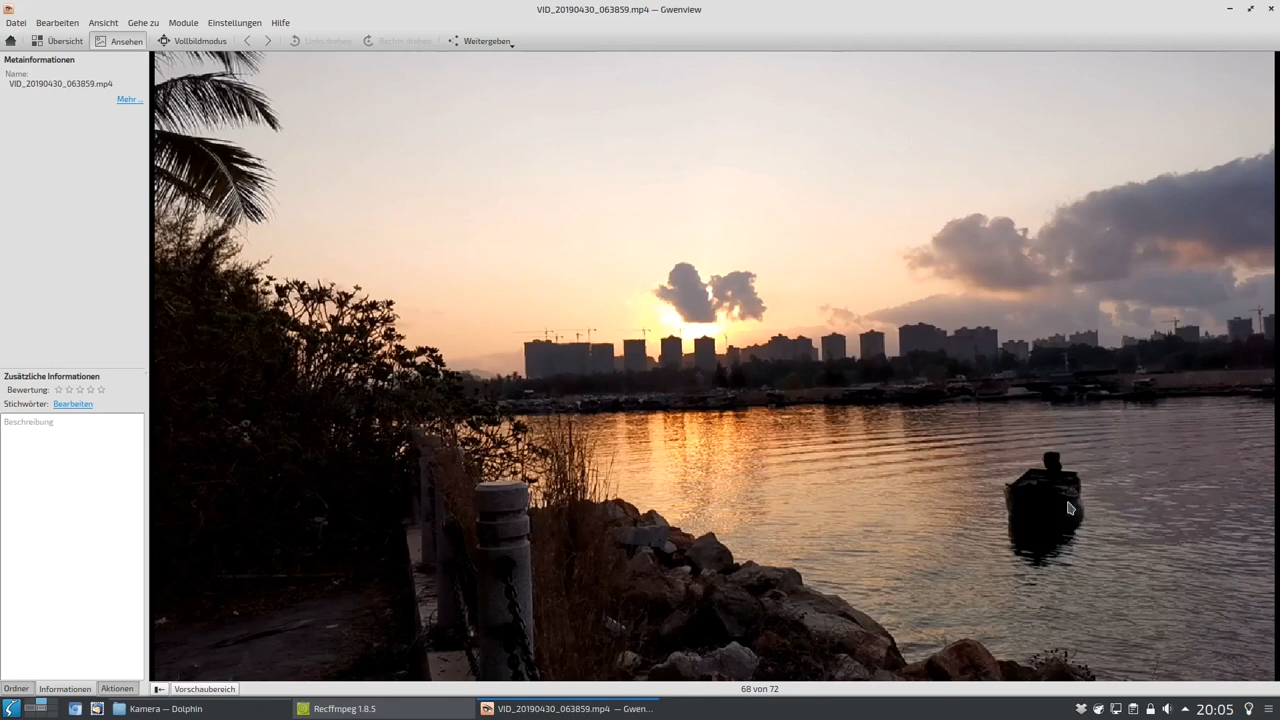 VID_20190430_063859.mp4 — Gwenview
Datei Bearbeiten Ansicht Gehe zu Module Einstellungen Hilfe
Übersicht Ansehen Vollbildmodus Links drehen Rechts drehen Weitergeben
Metainformationen
Name:
VID_20190430_063859.mp4
Mehr ...
Zusätzliche Informationen
Bewertung:
Stichwörter: Bearbeiten
Beschreibung
Ordner Informationen Aktionen Vorschaubereich 68 von 72
Kamera — Dolphin Recffmpeg 1.8.5 VID_20190430_063859.mp4 — Gwen... 20:05